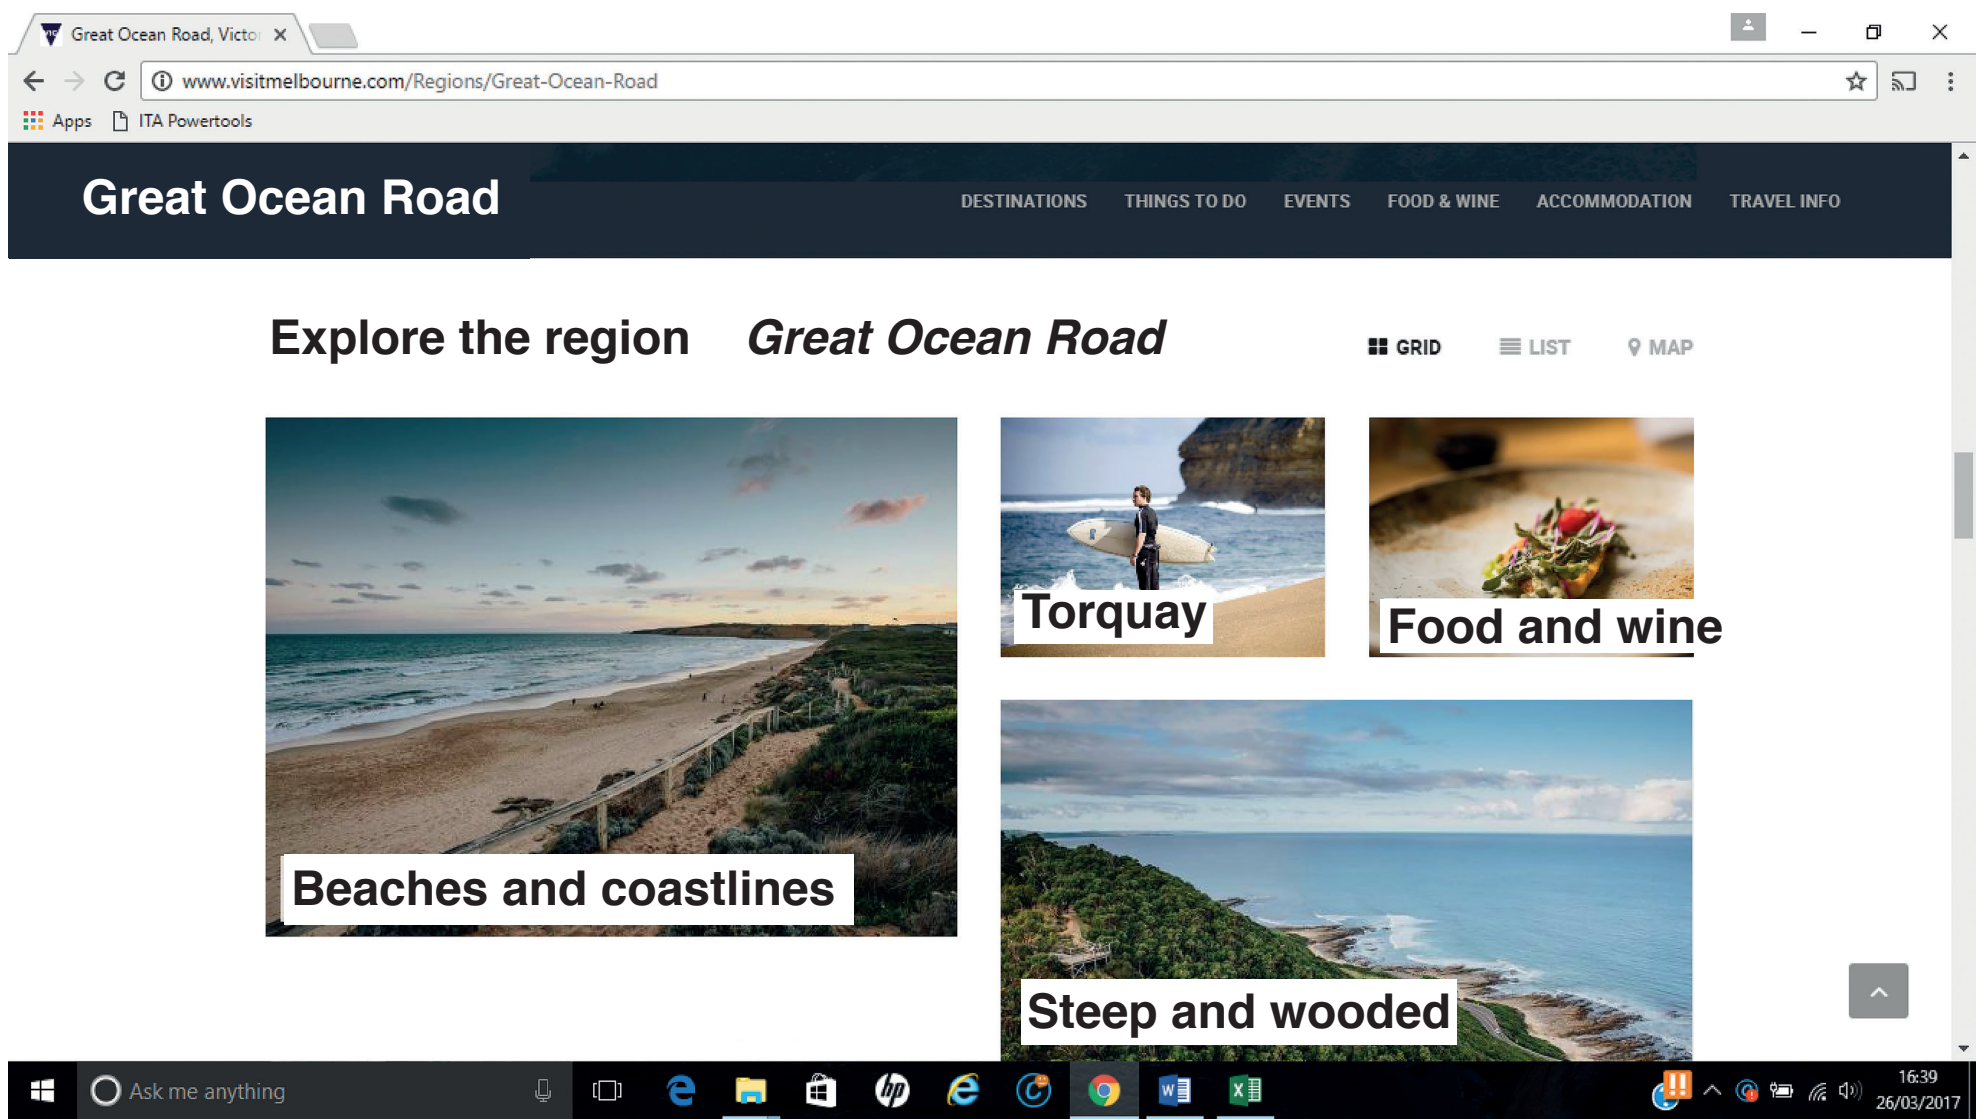 Great Ocean Road, Victo
www.visitmelbourne.com/Regions/Great-Ocean-Road
Apps ITA Powertools
Great Ocean Road DESTINATIONS THINGS TO DO EVENTS FOOD & WINE ACCOMMODATION TRAVEL INFO
Explore the region Great Ocean Road GRID LIST MAP
Torquay
Food and wine
Beaches and coastlines
Steep and wooded
Ask me anything
16:39
26/03/2017